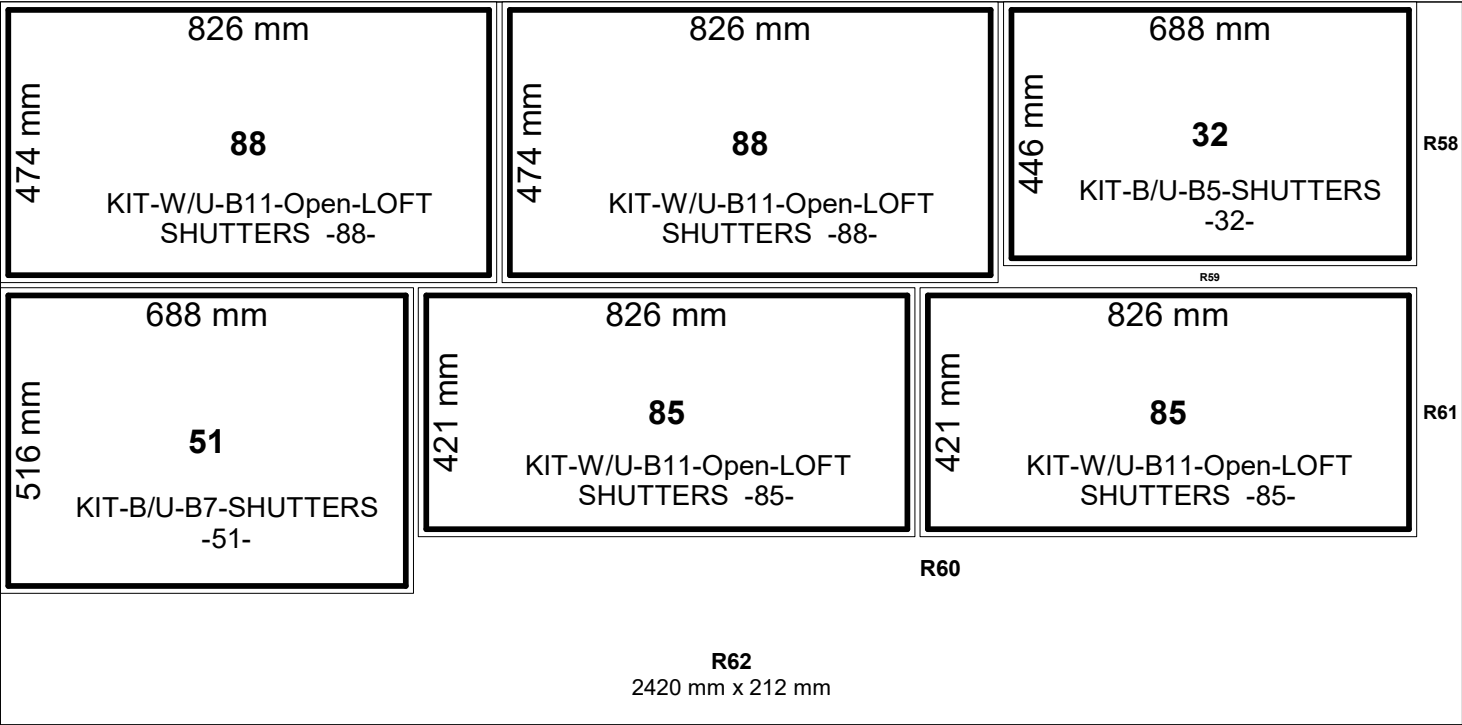 826 mm
474 mm
88
KIT-W/U-B11-Open-LOFT
SHUTTERS -88-
826 mm
474 mm
88
KIT-W/U-B11-Open-LOFT
SHUTTERS -88-
688 mm
446 mm
32
KIT-B/U-B5-SHUTTERS
-32-
R58
R59
688 mm
516 mm
51
KIT-B/U-B7-SHUTTERS
-51-
826 mm
421 mm
85
KIT-W/U-B11-Open-LOFT
SHUTTERS -85-
826 mm
421 mm
85
KIT-W/U-B11-Open-LOFT
SHUTTERS -85-
R61
R60
R62
2420 mm x 212 mm